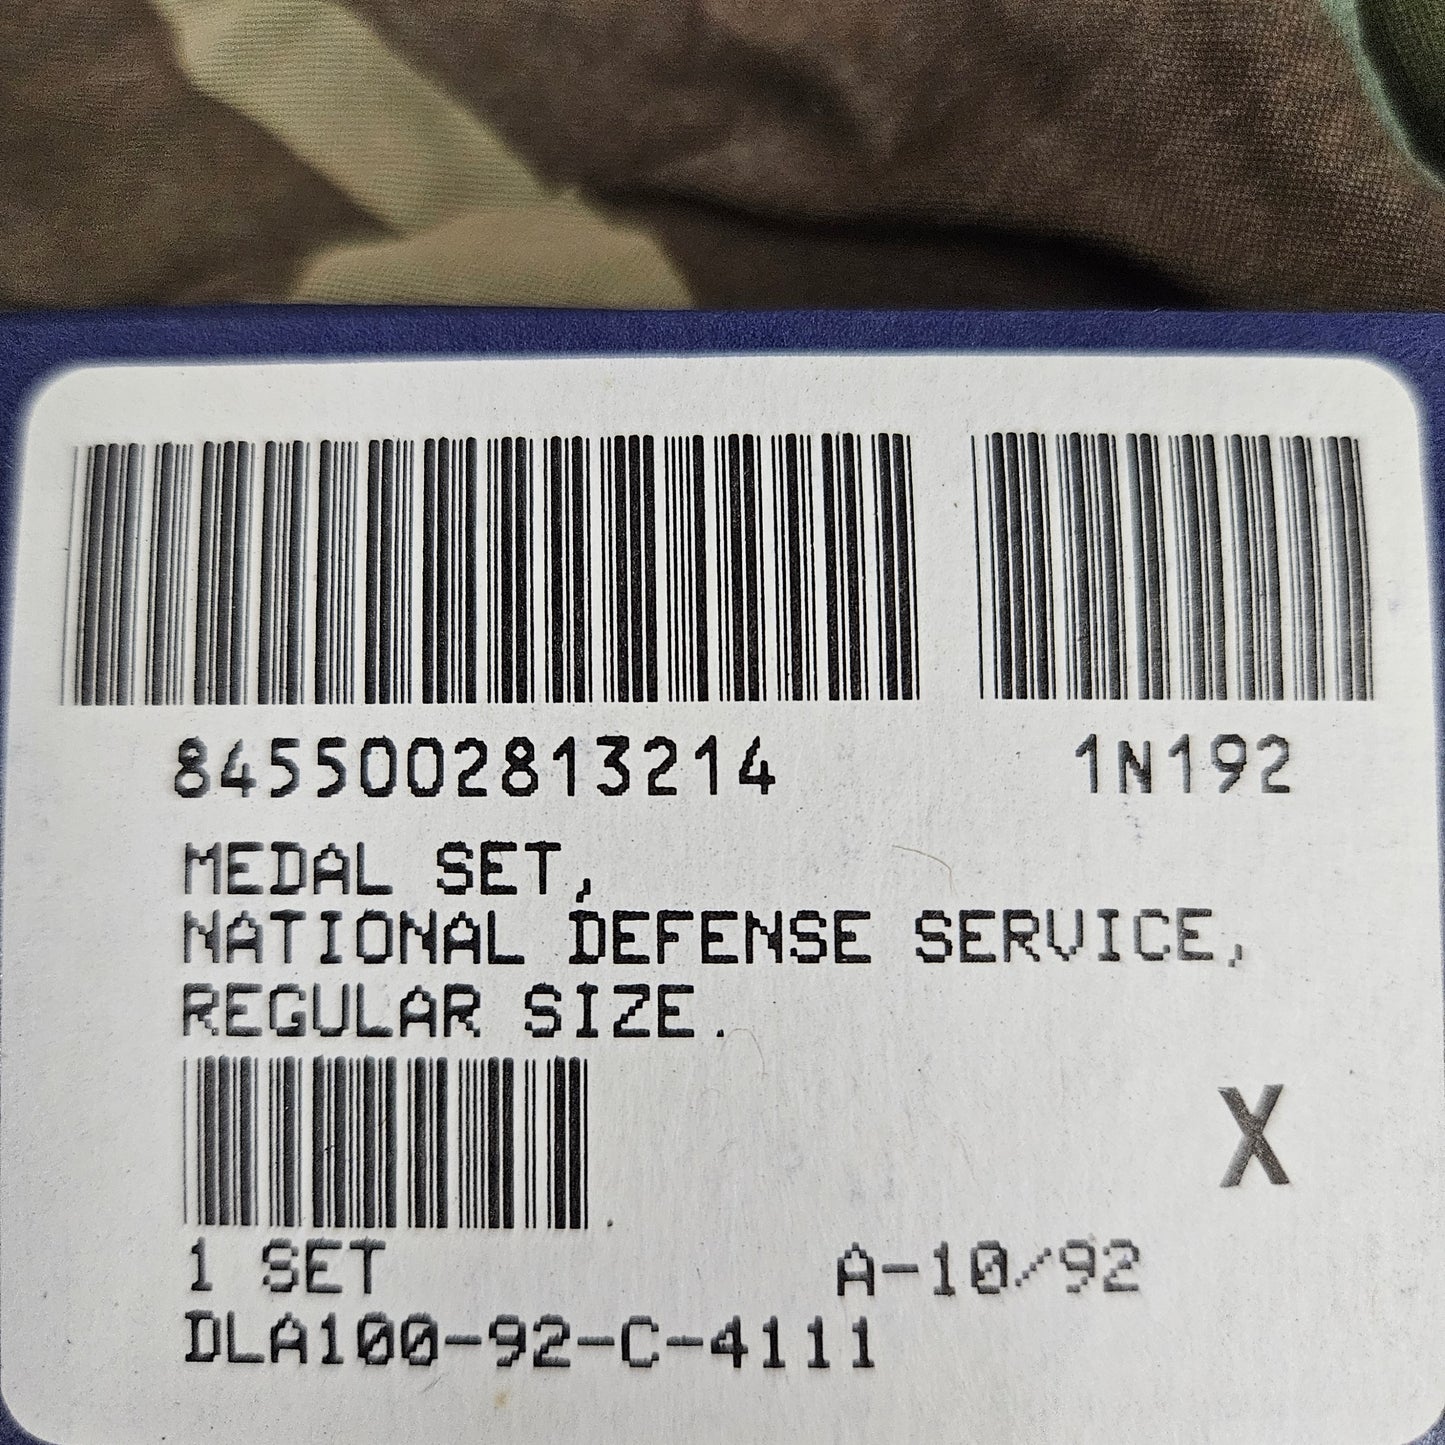 8455002813214 1N192
MEDAL SET,
NATIONAL DEFENSE SERVICE,
REGULAR SIZE.
X
1 SET A-10/92
DLA100-92-C-4111